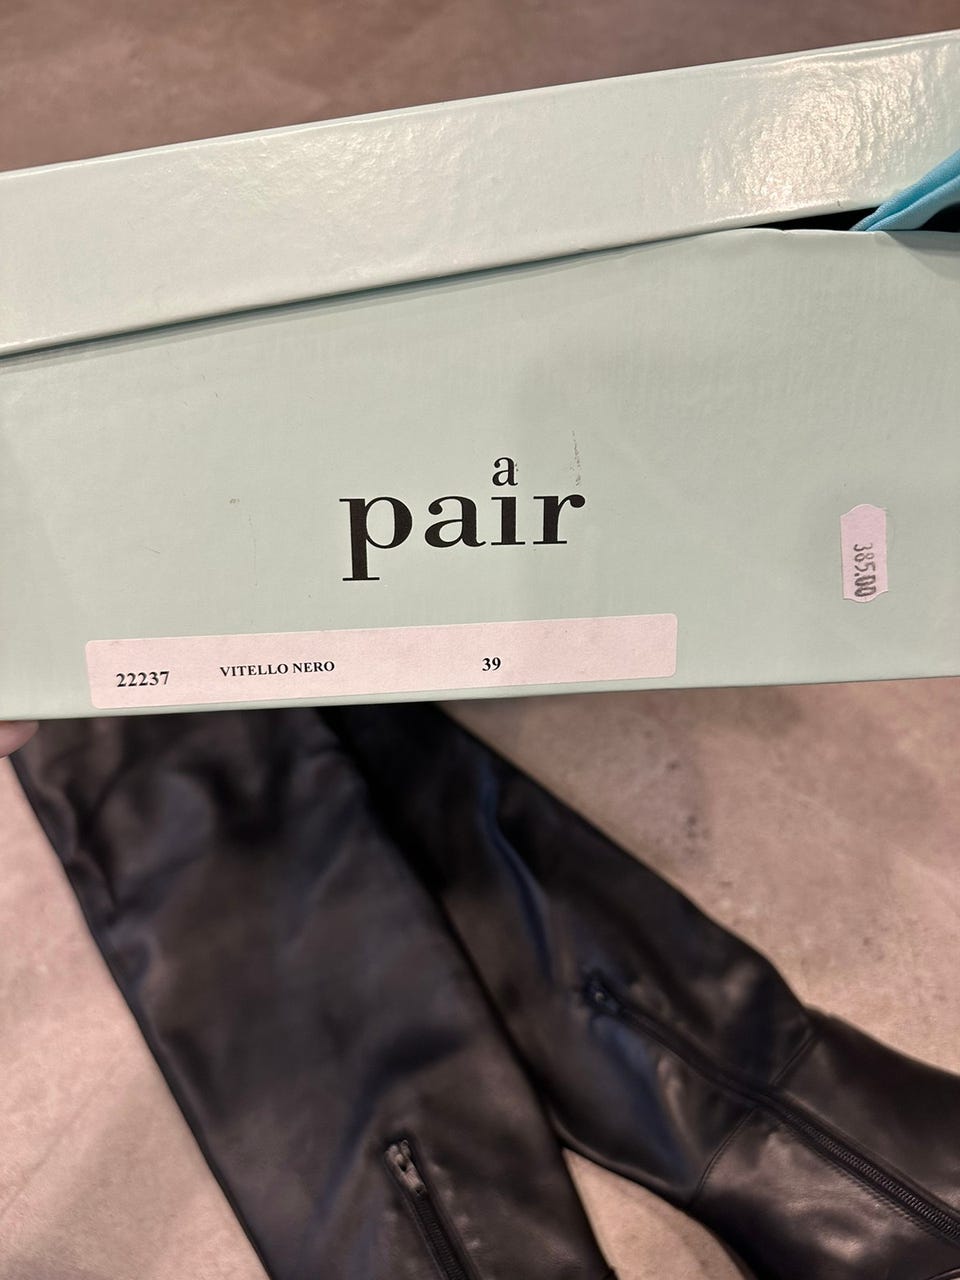 a
pair
385.00
22237 VITELLO NERO 39